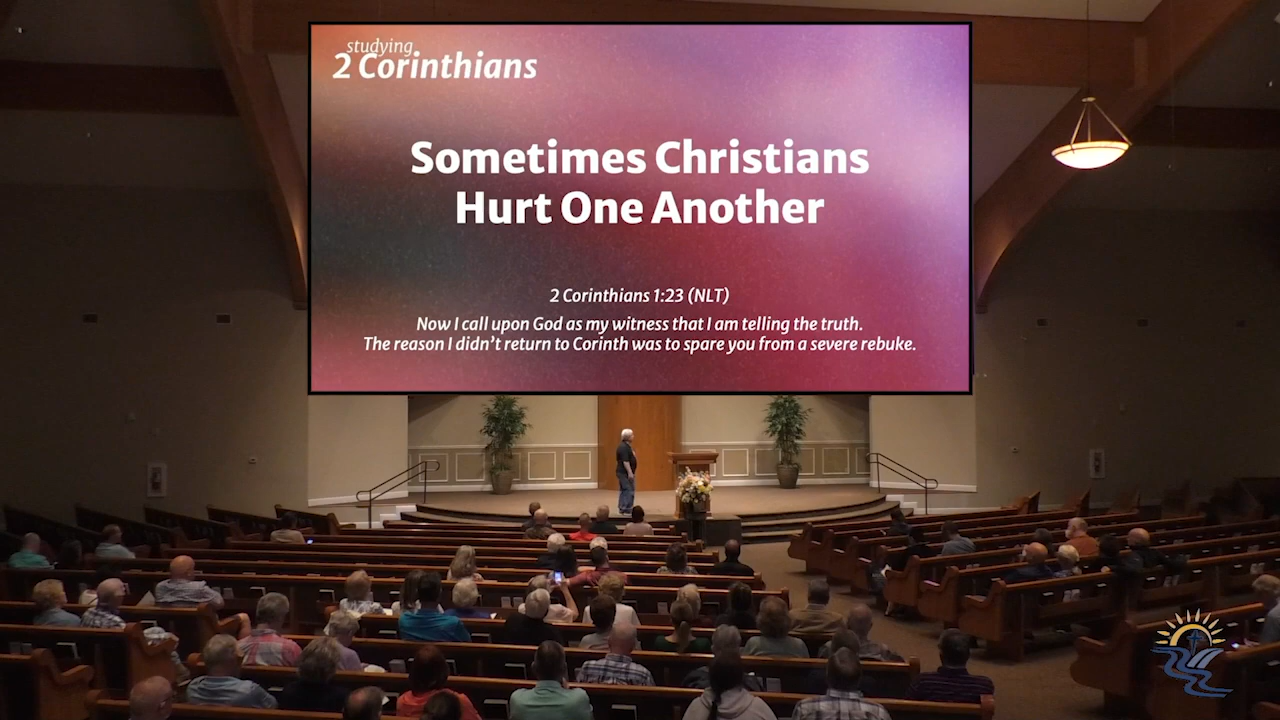 studying
2 Corinthians
Sometimes Christians
Hurt One Another
2 Corinthians 1:23 (NLT)
Now I call upon God as my witness that I am telling the truth.
The reason I didn't return to Corinth was to spare you from a severe rebuke.